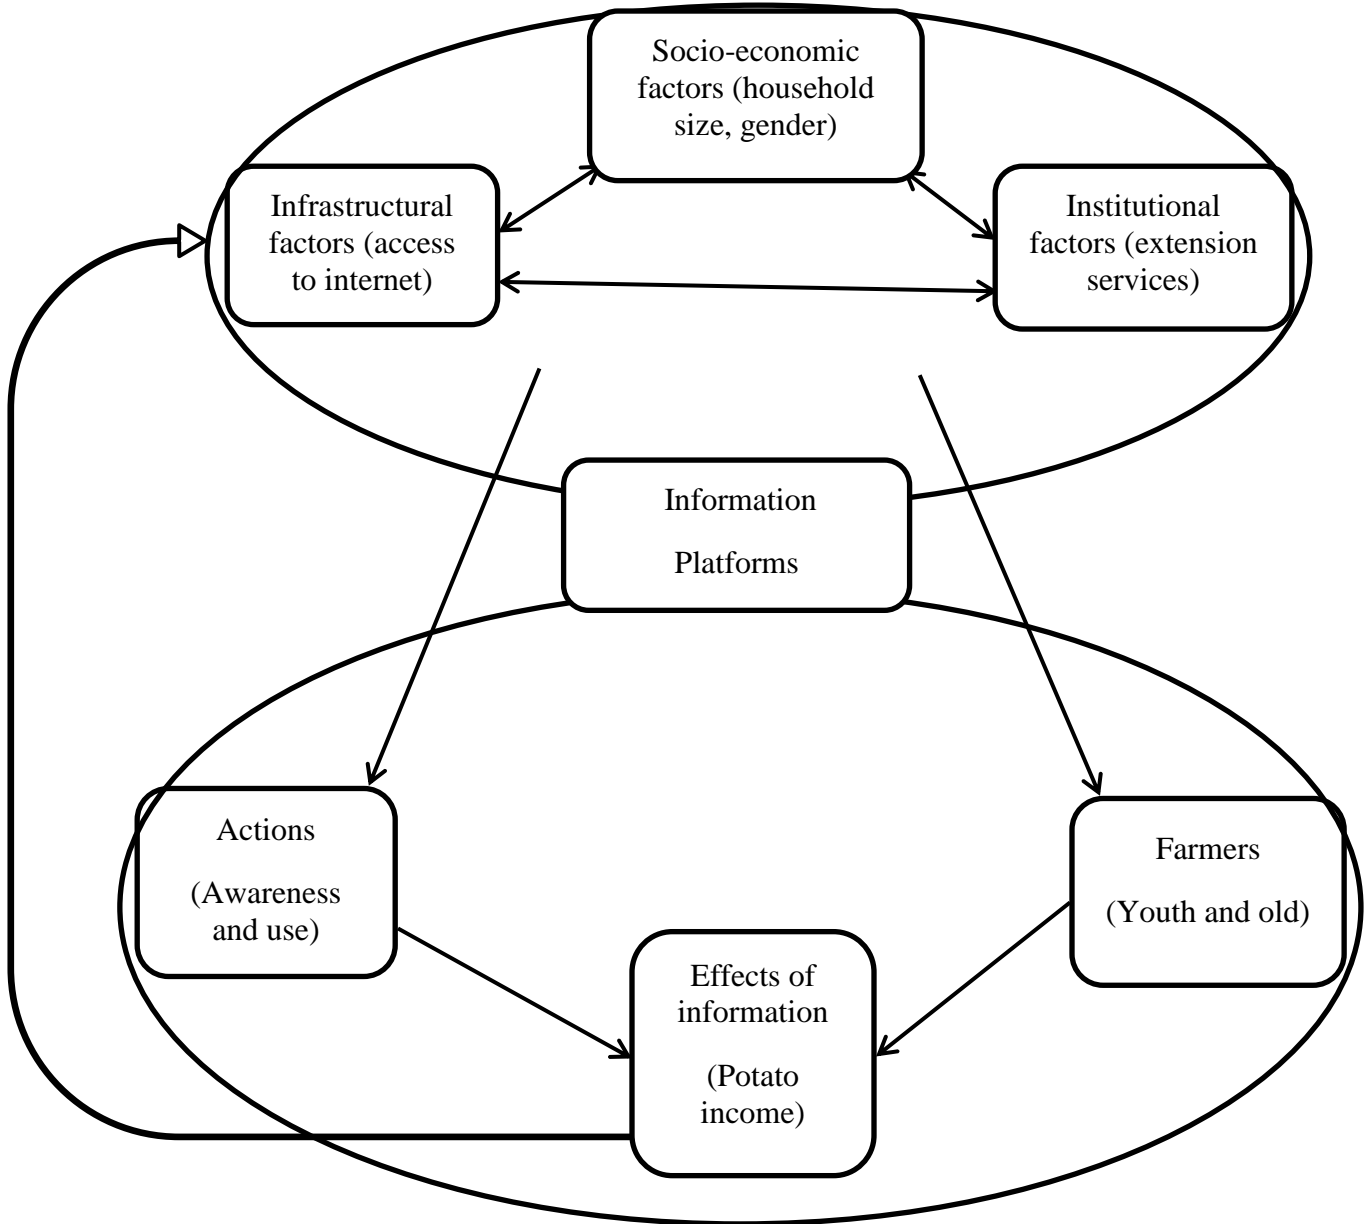 Socio-economic
factors (household
size, gender)
Infrastructural
factors (access
to internet)
Institutional
factors (extension
services)
Information
Platforms
Actions
(Awareness
and use)
Farmers
(Youth and old)
Effects of
information
(Potato
income)